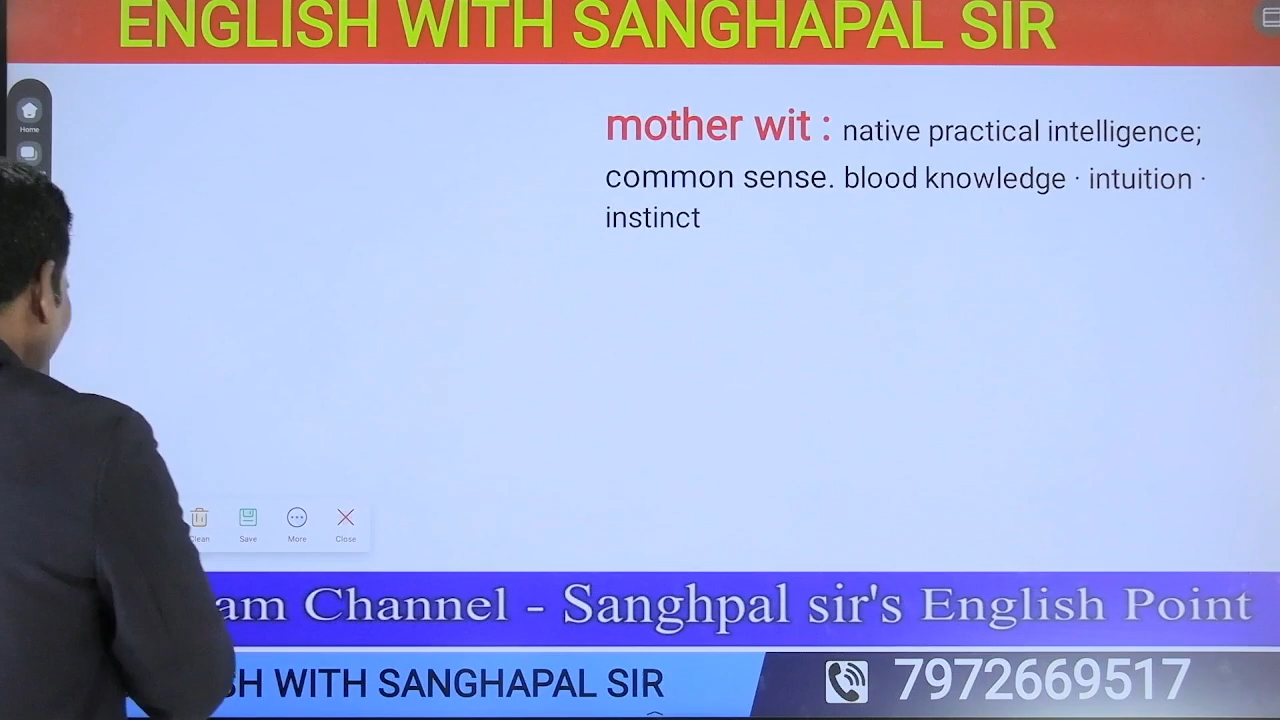 ENGLISH WITH SANGHAPAL SIR
Home
mother wit : native practical intelligence;
common sense. blood knowledge · intuition ·
instinct
Clean Save More Close
am Channel - Sanghpal sir's English Point
SH WITH SANGHAPAL SIR 7972669517